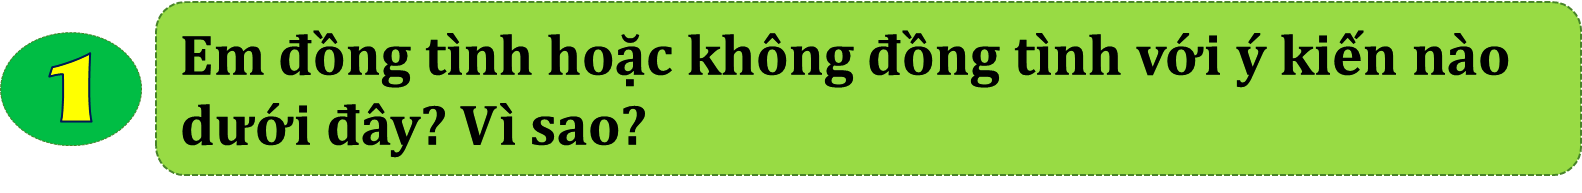 1
Em đồng tình hoặc không đồng tình với ý kiến nào
dưới đây? Vì sao?